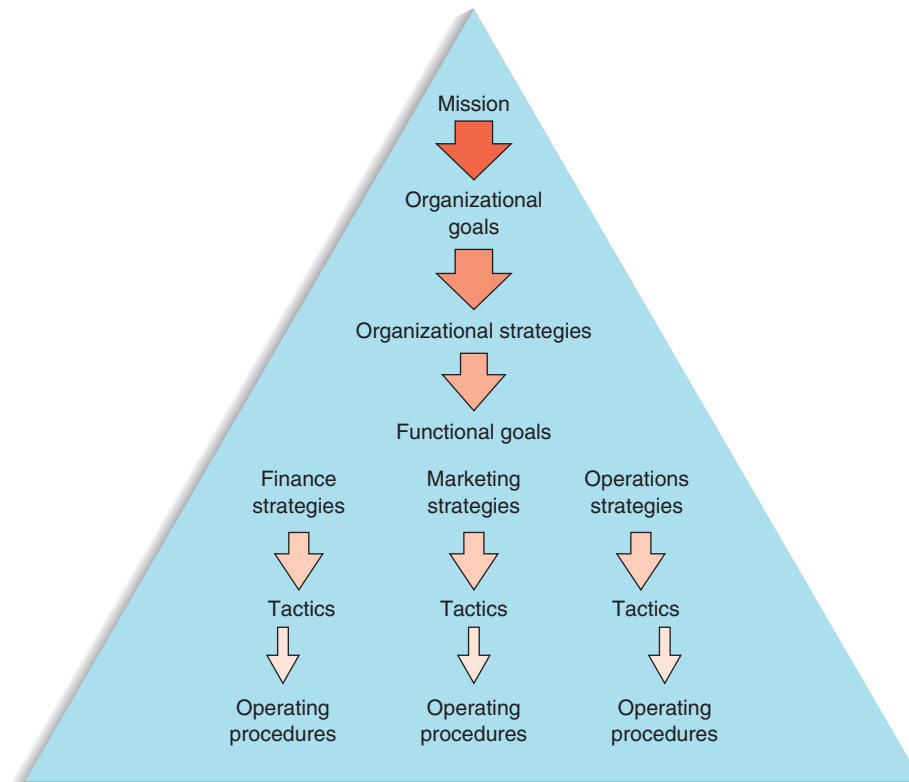 Mission
Organizational
goals
Organizational strategies
Functional goals
Finance
strategies
Marketing
strategies
Operations
strategies
Tactics
Tactics
Tactics
Operating
procedures
Operating
procedures
Operating
procedures